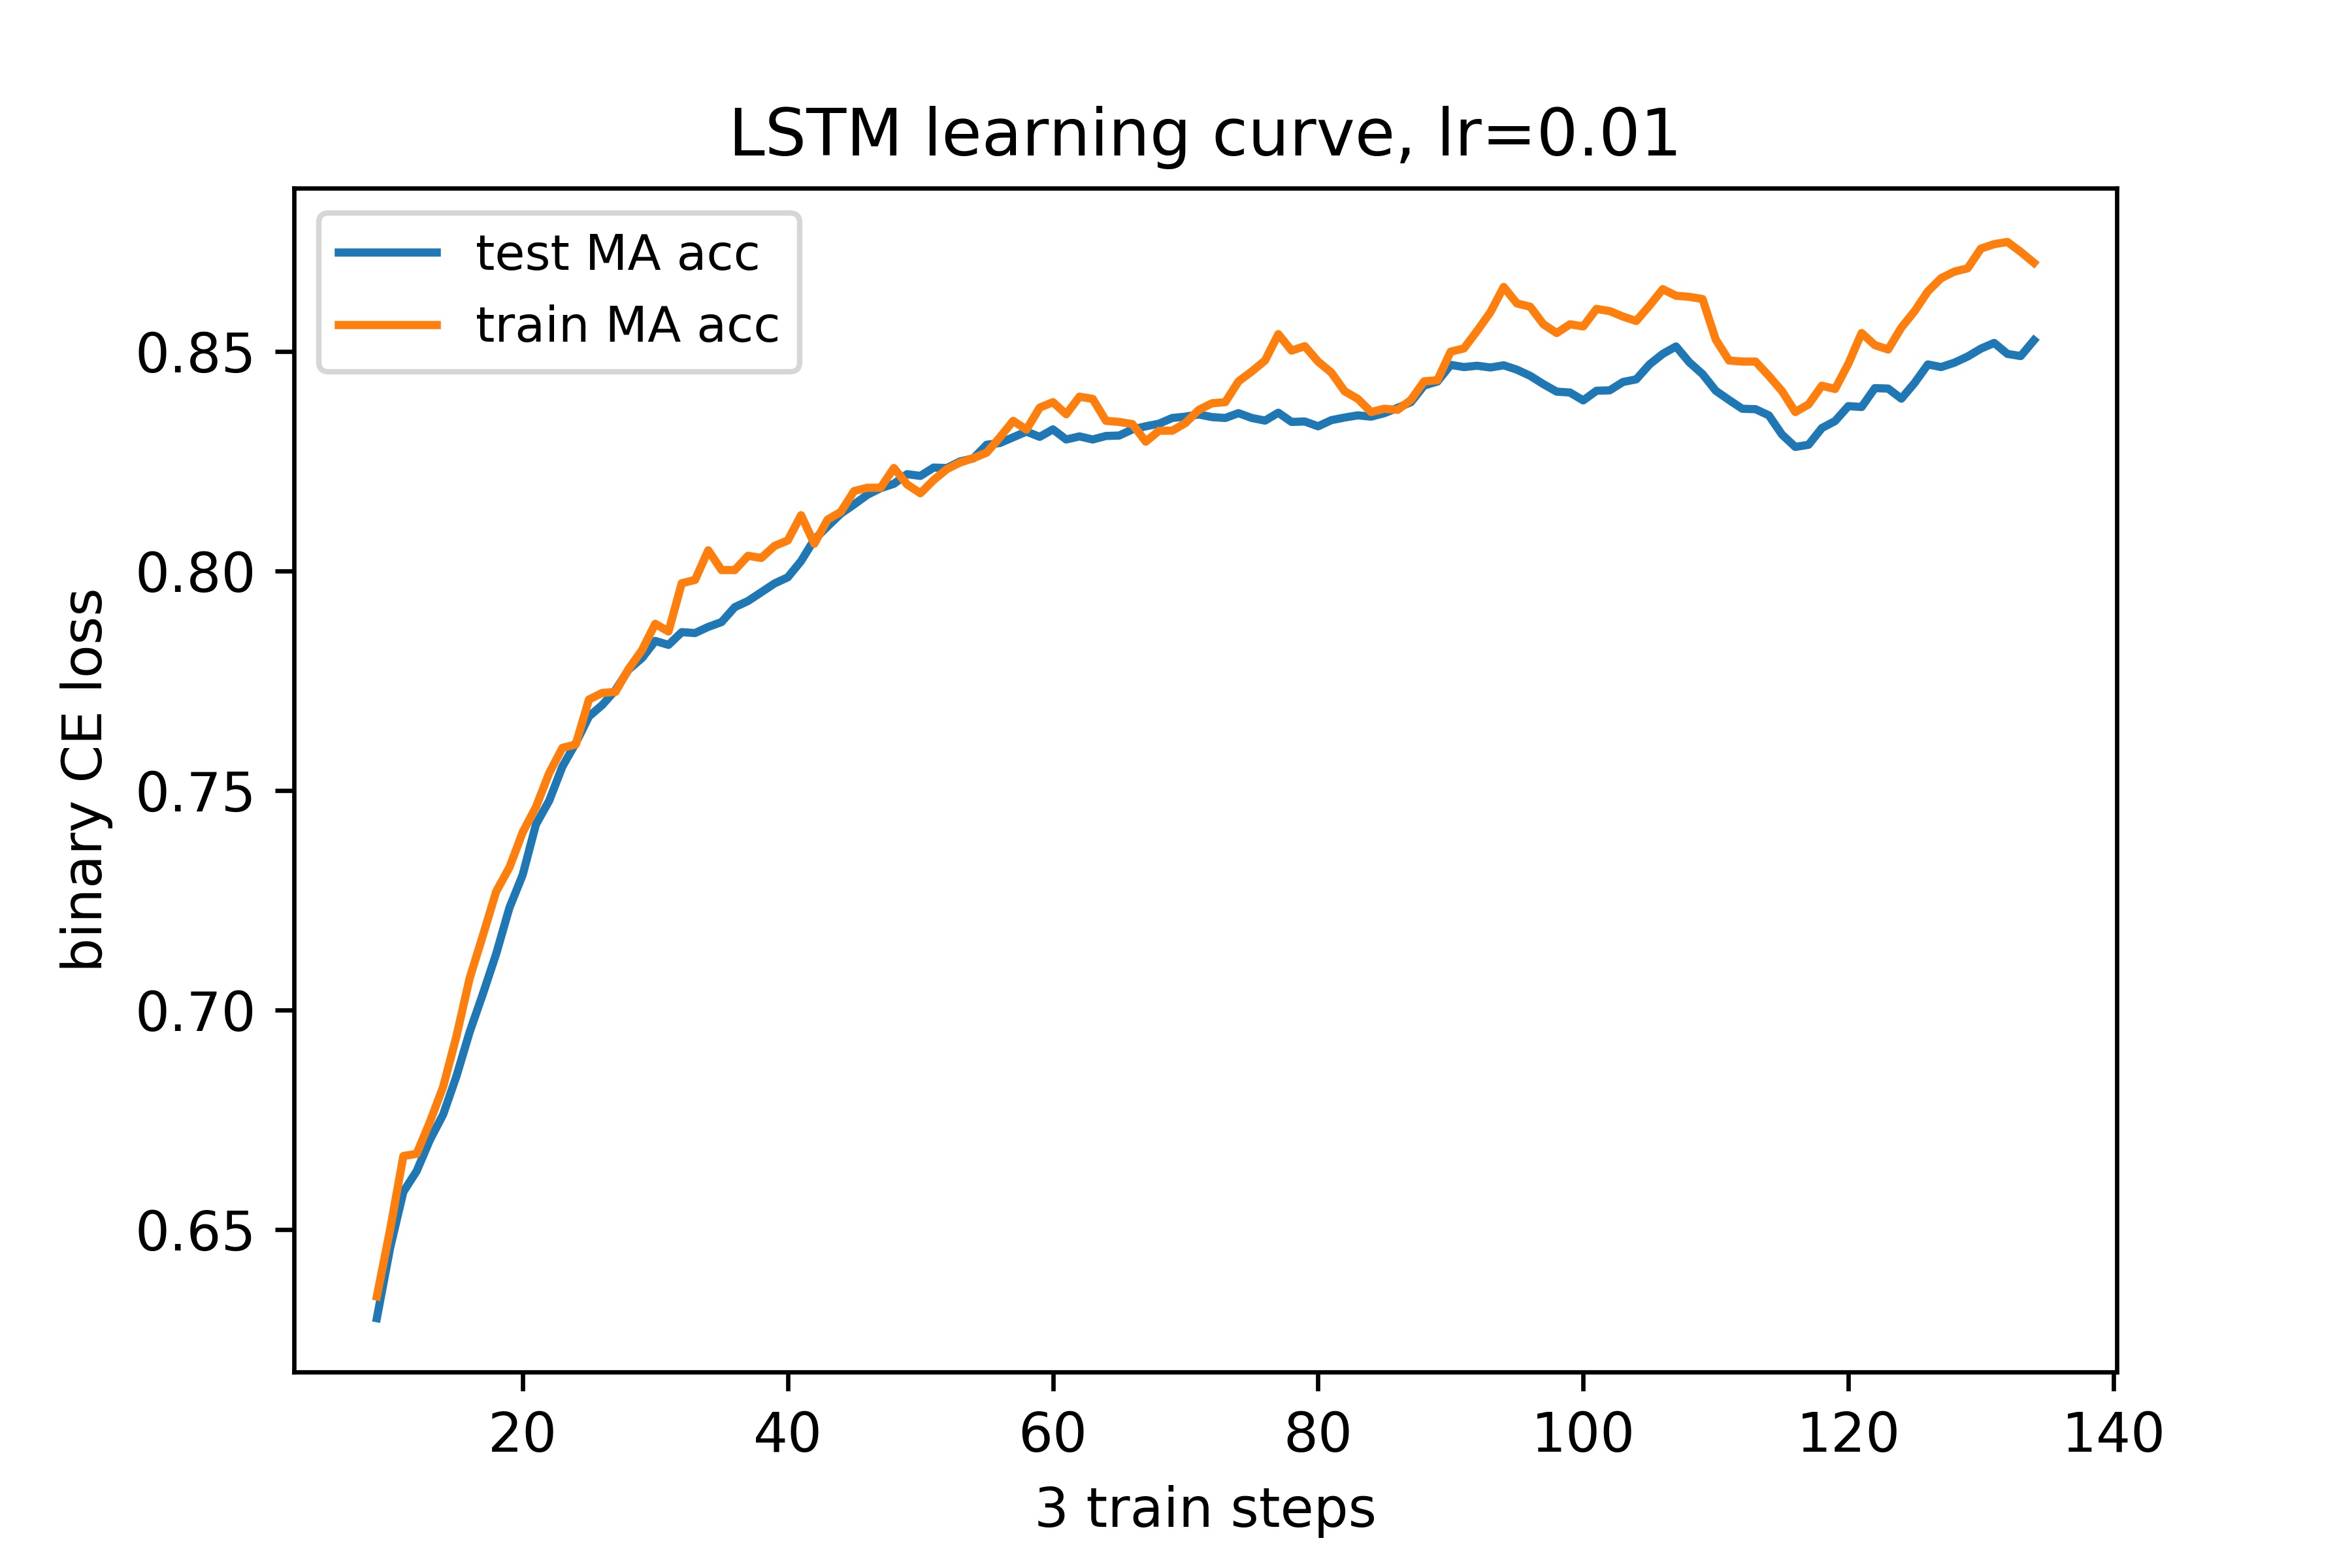 LSTM learning curve, lr=0.01
test MA acc
train MA acc
0.85
0.80
0.75
0.70
0.65
binary CE loss
20 40 60 80 100 120 140
3 train steps